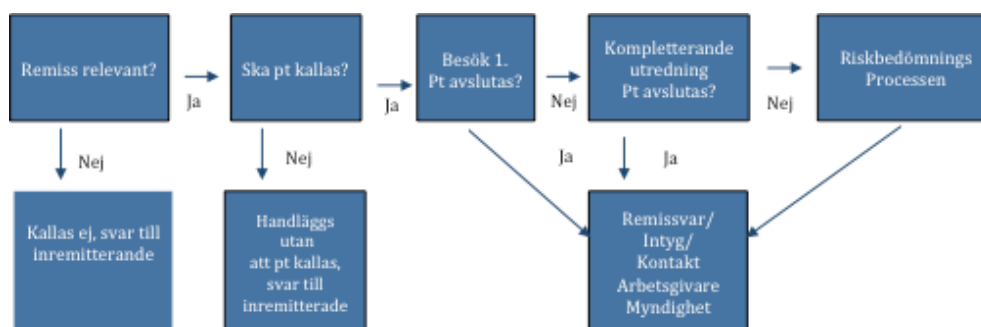 Remiss relevant?
Ja
Ska pt kallas?
Ja
Besök 1.
Pt avslutas?
Nej
Kompletterande
utredning
Pt avslutas?
Nej
Riskbedömnings
Processen
Nej
Nej
Ja
Ja
Kallas ej, svar till
inremitterande
Handläggs
utan
att pt kallas,
svar till
inremitterade
Remissvar/
Intyg/
Kontakt
Arbetsgivare
Myndighet